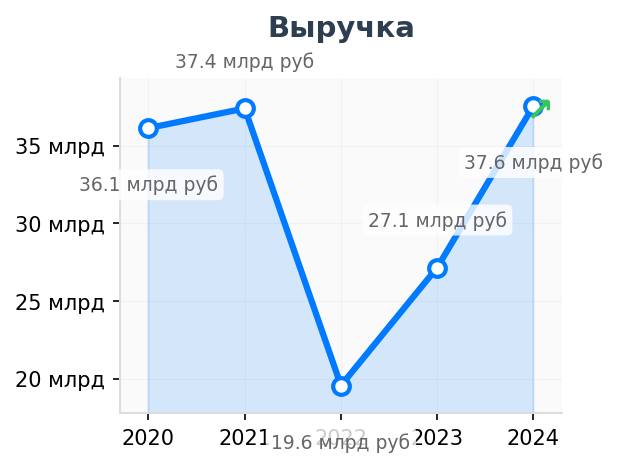 Выручка
37.4 млрд руб
35 млрд
37.6 млрд руб
36.1 млрд руб
30 млрд
27.1 млрд руб
25 млрд
20 млрд
2020
2021
2022
2023
2024
19.6 млрд руб